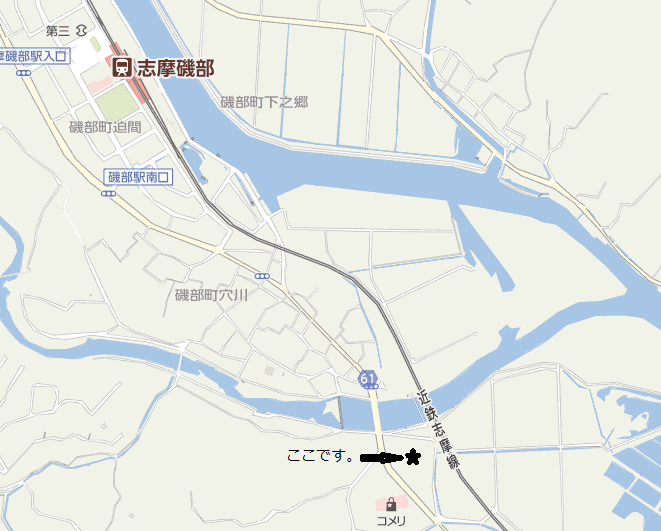 第三
摩磯部駅入口
志摩磯部
磯部町下之郷
磯部町迫間
磯部駅南口
磯部町穴川
61
近鉄志摩線
ここです。
コメリ